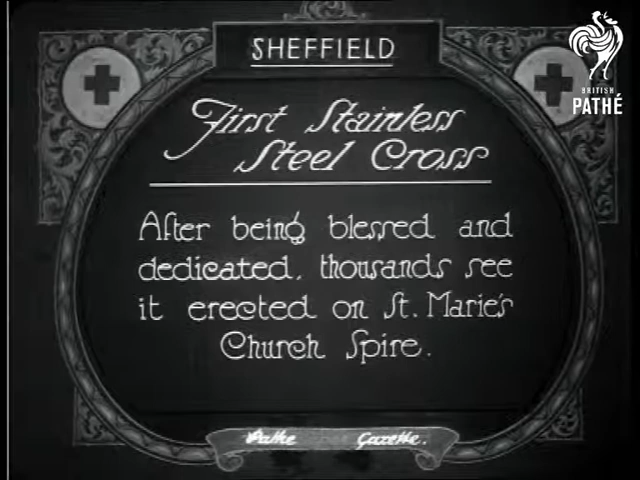 SHEFFIELD
BRITISH
PATHÉ
First Stainless
Steel Cross
After being blessed and
dedicated, thousands see
it erected on St. Marie's
Church Spire.
Pathe Gazette.